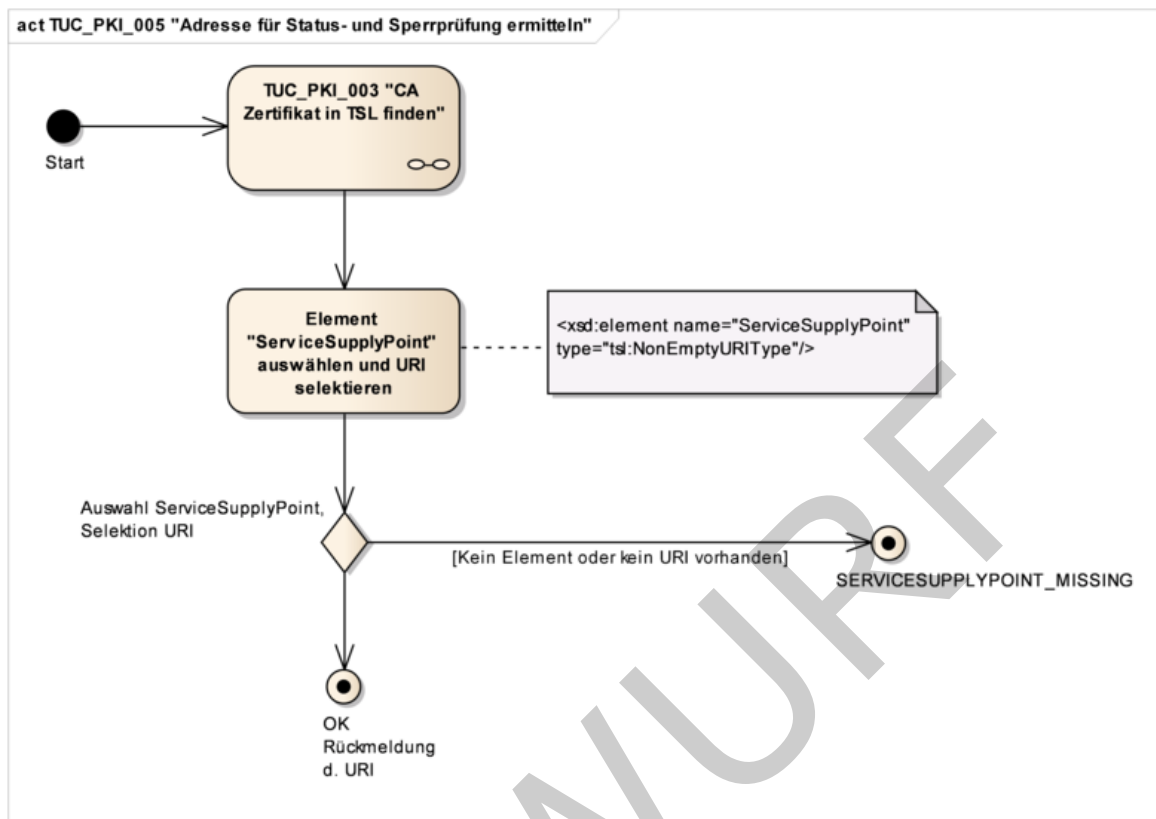 act TUC_PKI_005 "Adresse für Status- und Sperrprüfung ermitteln"
TUC_PKI_003 "CA
Zertifikat in TSL finden"
Start
Element
"ServiceSupplyPoint"
auswählen und URI
selektieren
<xsd:element name="ServiceSupplyPoint"
type="tsl:NonEmptyURIType"/>
Auswahl ServiceSupplyPoint,
Selektion URI
[Kein Element oder kein URI vorhanden]
SERVICESUPPLYPOINT_MISSING
OK
Rückmeldung
d. URI
WURF